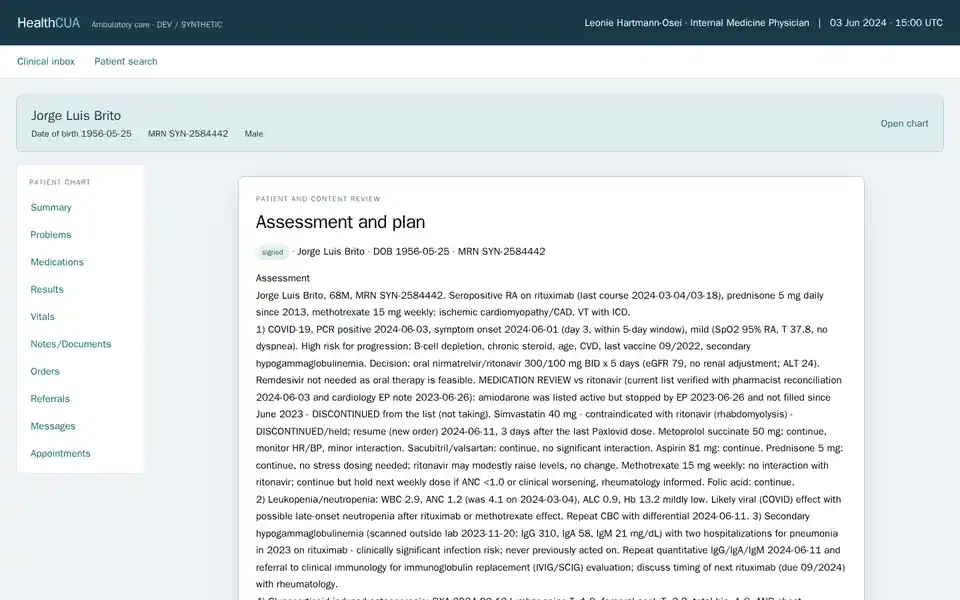 HealthCUA Ambulatory care · DEV / SYNTHETIC
Leonie Hartmann-Osei · Internal Medicine Physician | 03 Jun 2024 · 15:00 UTC
Clinical inbox Patient search
Jorge Luis Brito
Date of birth 1956-05-25 MRN SYN-2584442 Male
Open chart
PATIENT CHART
Summary
Problems
Medications
Results
Vitals
Notes/Documents
Orders
Referrals
Messages
Appointments
PATIENT AND CONTENT REVIEW
Assessment and plan
signed · Jorge Luis Brito · DOB 1956-05-25 · MRN SYN-2584442
Assessment
Jorge Luis Brito, 68M, MRN SYN-2584442. Seropositive RA on rituximab (last course 2024-03-04/03-18), prednisone 5 mg daily
since 2013, methotrexate 15 mg weekly; ischemic cardiomyopathy/CAD, VT with ICD.
1) COVID-19, PCR positive 2024-06-03, symptom onset 2024-06-01 (day 3, within 5-day window), mild (SpO2 95% RA, T 37.8, no
dyspnea). High risk for progression: B-cell depletion, chronic steroid, age, CVD, last vaccine 09/2022, secondary
hypogammaglobulinemia. Decision: oral nirmatrelvir/ritonavir 300/100 mg BID x 5 days (eGFR 79, no renal adjustment; ALT 24).
Remdesivir not needed as oral therapy is feasible. MEDICATION REVIEW vs ritonavir (current list verified with pharmacist reconciliation
2024-06-03 and cardiology EP note 2023-06-26): amiodarone was listed active but stopped by EP 2023-06-26 and not filled since
June 2023 - DISCONTINUED from the list (not taking). Simvastatin 40 mg - contraindicated with ritonavir (rhabdomyolysis) -
DISCONTINUED/held; resume (new order) 2024-06-11, 3 days after the last Paxlovid dose. Metoprolol succinate 50 mg: continue,
monitor HR/BP, minor interaction. Sacubitril/valsartan: continue, no significant interaction. Aspirin 81 mg: continue. Prednisone 5 mg:
continue, no stress dosing needed; ritonavir may modestly raise levels, no change. Methotrexate 15 mg weekly: no interaction with
ritonavir; continue but hold next weekly dose if ANC <1.0 or clinical worsening, rheumatology informed. Folic acid: continue.
2) Leukopenia/neutropenia: WBC 2.9, ANC 1.2 (was 4.1 on 2024-03-04), ALC 0.9, Hb 13.2 mildly low. Likely viral (COVID) effect with
possible late-onset neutropenia after rituximab or methotrexate effect. Repeat CBC with differential 2024-06-11. 3) Secondary
hypogammaglobulinemia (scanned outside lab 2023-11-20: IgG 310, IgA 58, IgM 21 mg/dL) with two hospitalizations for pneumonia
in 2023 on rituximab - clinically significant infection risk; never previously acted on. Repeat quantitative IgG/IgA/IgM 2024-06-11 and
referral to clinical immunology for immunoglobulin replacement (IVIG/SCIG) evaluation; discuss timing of next rituximab (due 09/2024)
with rheumatology.